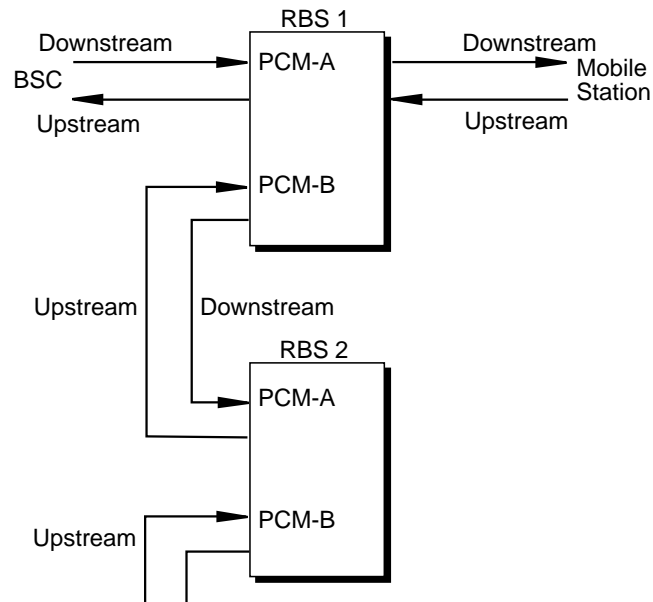 RBS 1
Downstream
Downstream
PCM-A
BSC
Mobile
Station
Upstream
Upstream
PCM-B
Upstream
Downstream
RBS 2
PCM-A
PCM-B
Upstream